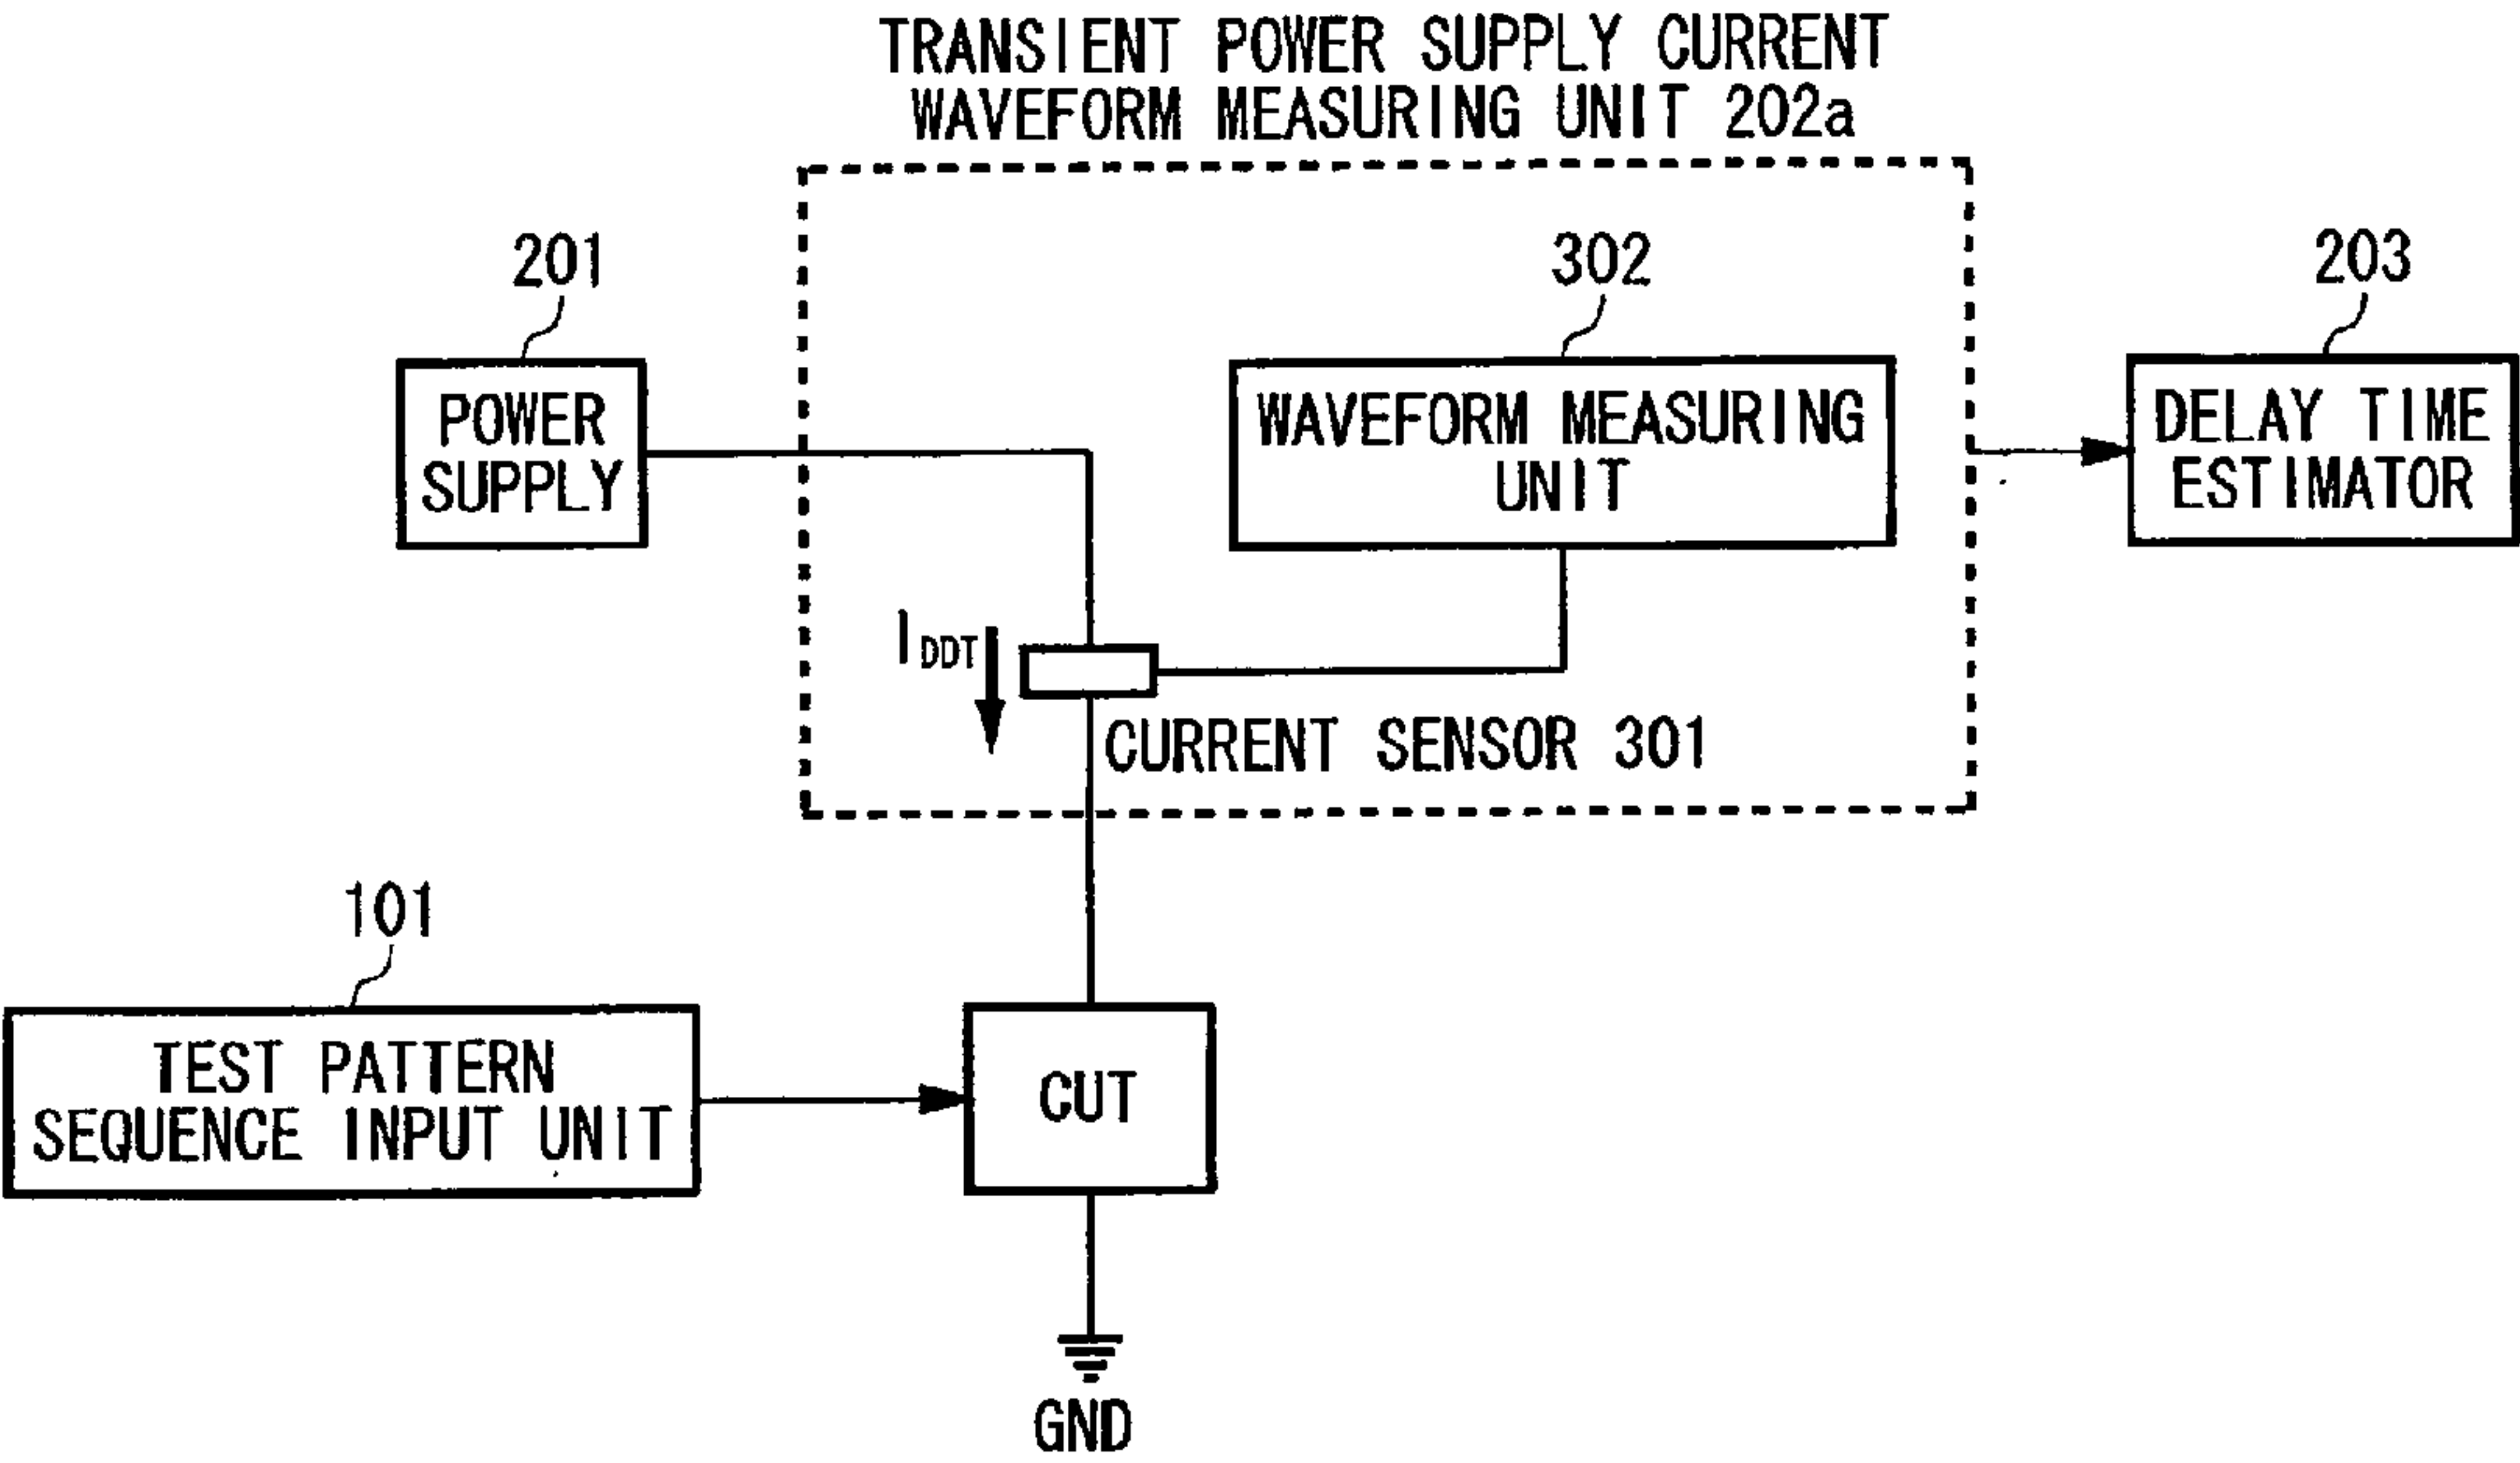 TRANSIENT POWER SUPPLY CURRENT
WAVEFORM MEASURING UNIT 202a
201
302
203
POWER
SUPPLY
WAVEFORM MEASURING
UNIT
DELAY TIME
ESTIMATOR
IDDT
CURRENT SENSOR 301
101
TEST PATTERN
SEQUENCE INPUT UNIT
CUT
GND